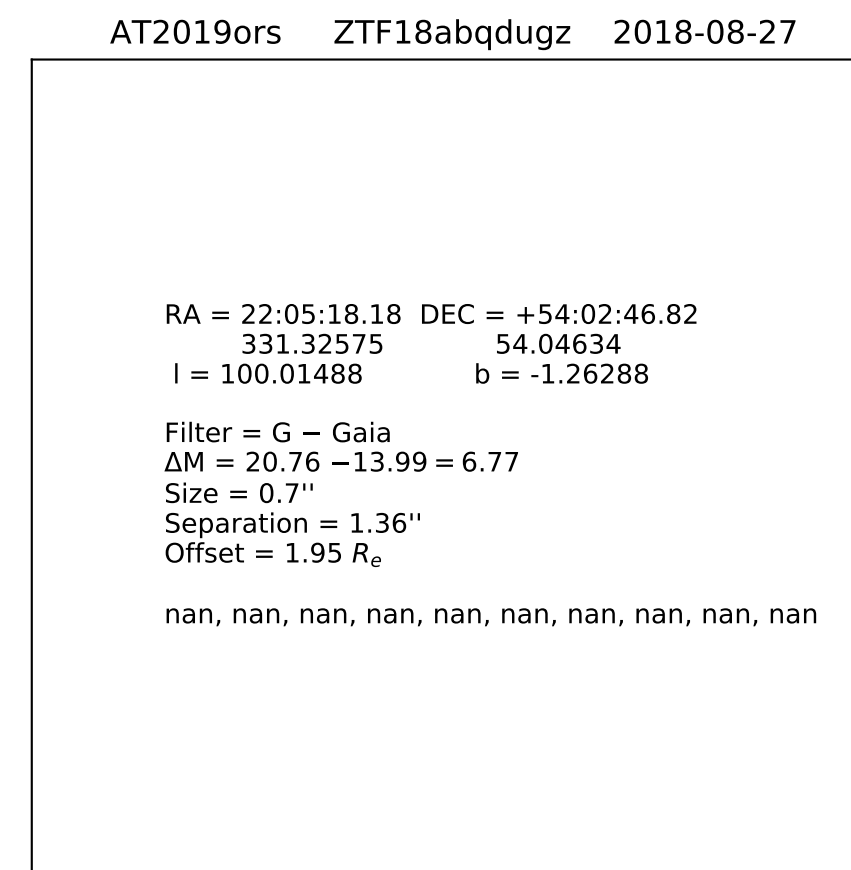 AT2019ors ZTF18abqdugz 2018-08-27
RA = 22:05:18.18 DEC = +54:02:46.82
331.32575 54.04634
l = 100.01488 b = -1.26288
Filter = G − Gaia
ΔM = 20.76 −13.99 = 6.77
Size = 0.7''
Separation = 1.36''
Offset = 1.95 Re
nan, nan, nan, nan, nan, nan, nan, nan, nan, nan